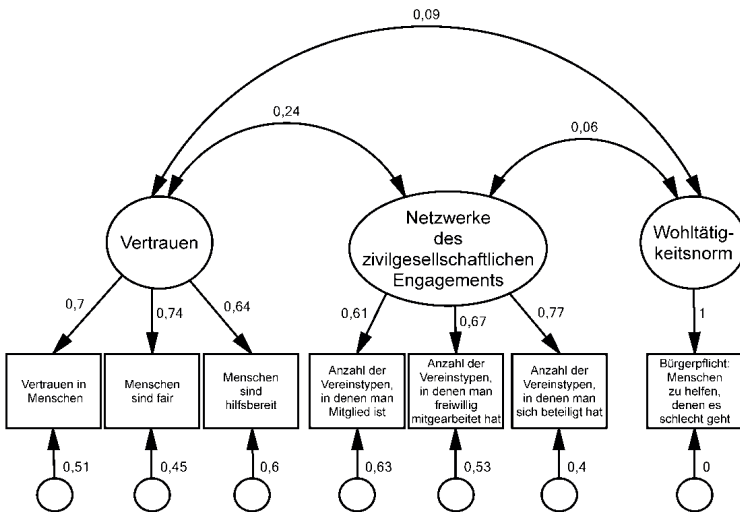 0,09
0,24
0,06
Vertrauen
Netzwerke
des
zivilgesellschaftlichen
Engagements
Wohltätig-
keitsnorm
0,7
0,74
0,64
0,61
0,67
0,77
1
Vertrauen in
Menschen
Menschen
sind fair
Menschen
sind
hilfsbereit
Anzahl der
Vereinstypen,
in denen man
Mitglied ist
Anzahl der
Vereinstypen,
in denen man
freiwillig
mitgearbeitet hat
Anzahl der
Vereinstypen,
in denen man
sich beteiligt hat
Bürgerpflicht:
Menschen
zu helfen,
denen es
schlecht geht
0,51
0,45
0,6
0,63
0,53
0,4
0